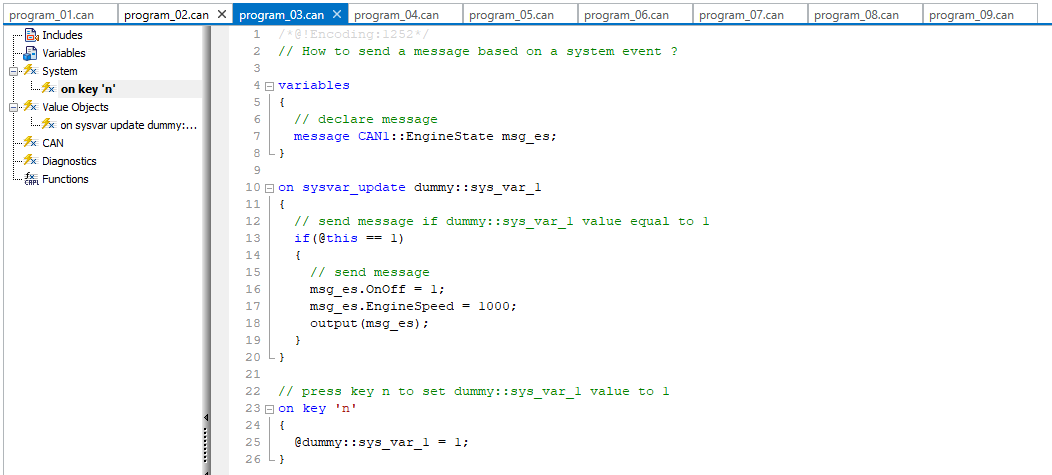 program_01.can program_02.can program_03.can program_04.can program_05.can program_06.can program_07.can program_08.can program_09.can
Includes
Variables
System
on key 'n'
Value Objects
on sysvar update dummy:...
CAN
Diagnostics
Functions
1 /*@!Encoding:1252*/
2 // How to send a message based on a system event ?
3
4 variables
5 {
6 // declare message
7 message CAN1::EngineState msg_es;
8 }
9
10 on sysvar_update dummy::sys_var_1
11 {
12 // send message if dummy::sys_var_1 value equal to 1
13 if(@this == 1)
14 {
15 // send message
16 msg_es.OnOff = 1;
17 msg_es.EngineSpeed = 1000;
18 output(msg_es);
19 }
20 }
21
22 // press key n to set dummy::sys_var_1 value to 1
23 on key 'n'
24 {
25 @dummy::sys_var_1 = 1;
26 }